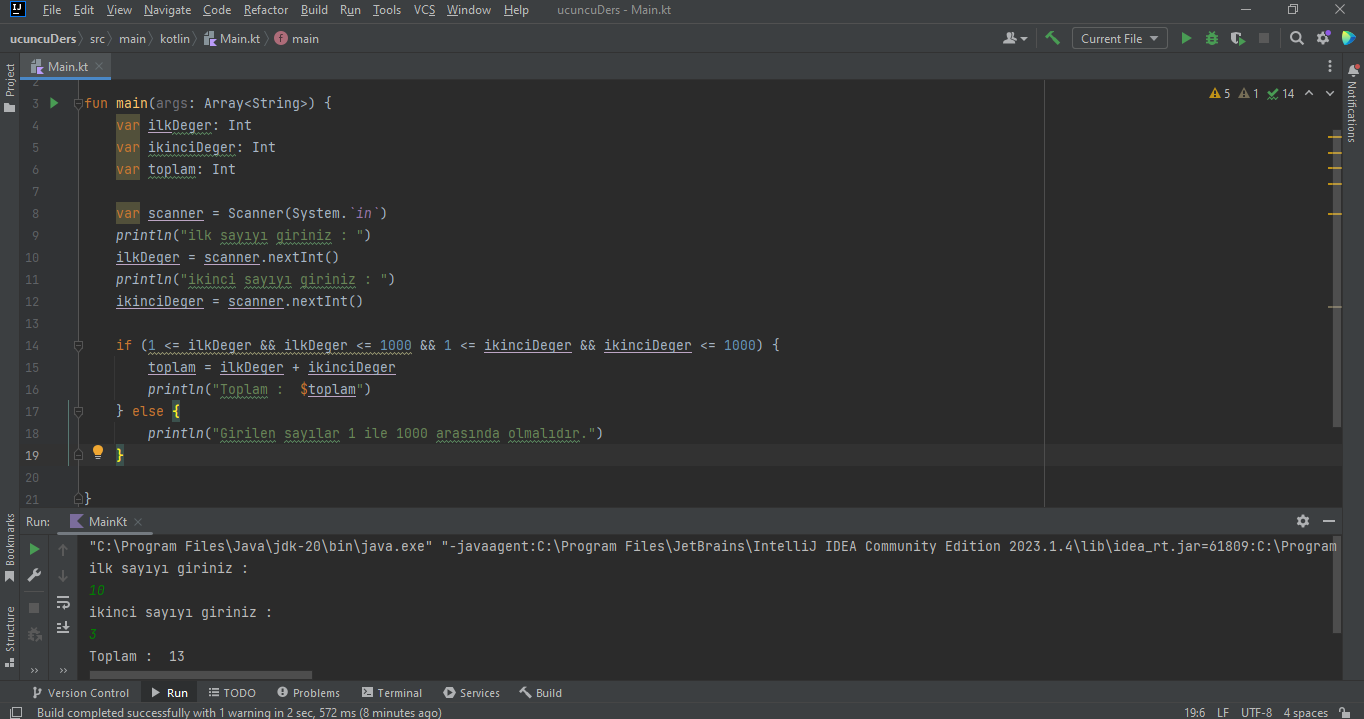 File Edit View Navigate Code Refactor Build Run Tools VCS Window Help ucuncuDers - Main.kt
ucuncuDers src main kotlin Main.kt main Current File
Main.kt
Project
Notifications
2
5 1 14
3 fun main(args: Array<String>) {
4 var ilkDeger: Int
5 var ikinciDeger: Int
6 var toplam: Int
7
8 var scanner = Scanner(System.`in`)
9 println("ilk sayıyı giriniz : ")
10 ilkDeger = scanner.nextInt()
11 println("ikinci sayıyı giriniz : ")
12 ikinciDeger = scanner.nextInt()
13
14 if (1 <= ilkDeger && ilkDeger <= 1000 && 1 <= ikinciDeger && ikinciDeger <= 1000) {
15 toplam = ilkDeger + ikinciDeger
16 println("Toplam :  $toplam")
17 } else {
18 println("Girilen sayılar 1 ile 1000 arasında olmalıdır.")
19 }
20
21 }
Run: MainKt
Bookmarks
Structure
"C:\Program Files\Java\jdk-20\bin\java.exe" "-javaagent:C:\Program Files\JetBrains\IntelliJ IDEA Community Edition 2023.1.4\lib\idea_rt.jar=61809:C:\Program
ilk sayıyı giriniz :
10
ikinci sayıyı giriniz :
3
Toplam :  13
Version Control Run TODO Problems Terminal Services Build
Build completed successfully with 1 warning in 2 sec, 572 ms (8 minutes ago) 19:6 LF UTF-8 4 spaces